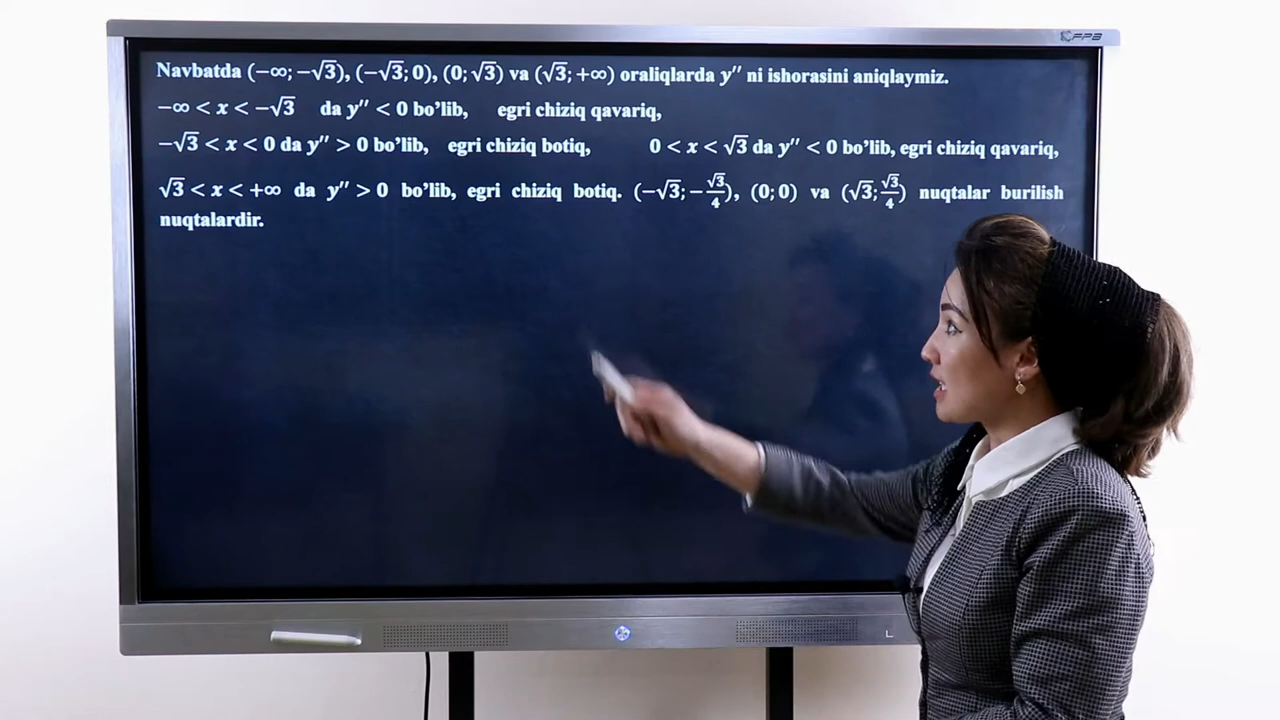 FPB
Navbatda (−∞; −√3), (−√3; 0), (0; √3) va (√3; +∞) oraliqlarda y′′ ni ishorasini aniqlaymiz.
−∞ < x < −√3 da y′′ < 0 bo’lib, egri chiziq qavariq,
−√3 < x < 0 da y′′ > 0 bo’lib, egri chiziq botiq, 0 < x < √3 da y′′ < 0 bo’lib, egri chiziq qavariq,
√3 < x < +∞ da y′′ > 0 bo’lib, egri chiziq botiq. (−√3; −√3/4), (0; 0) va (√3; √3/4) nuqtalar burilish
nuqtalardir.